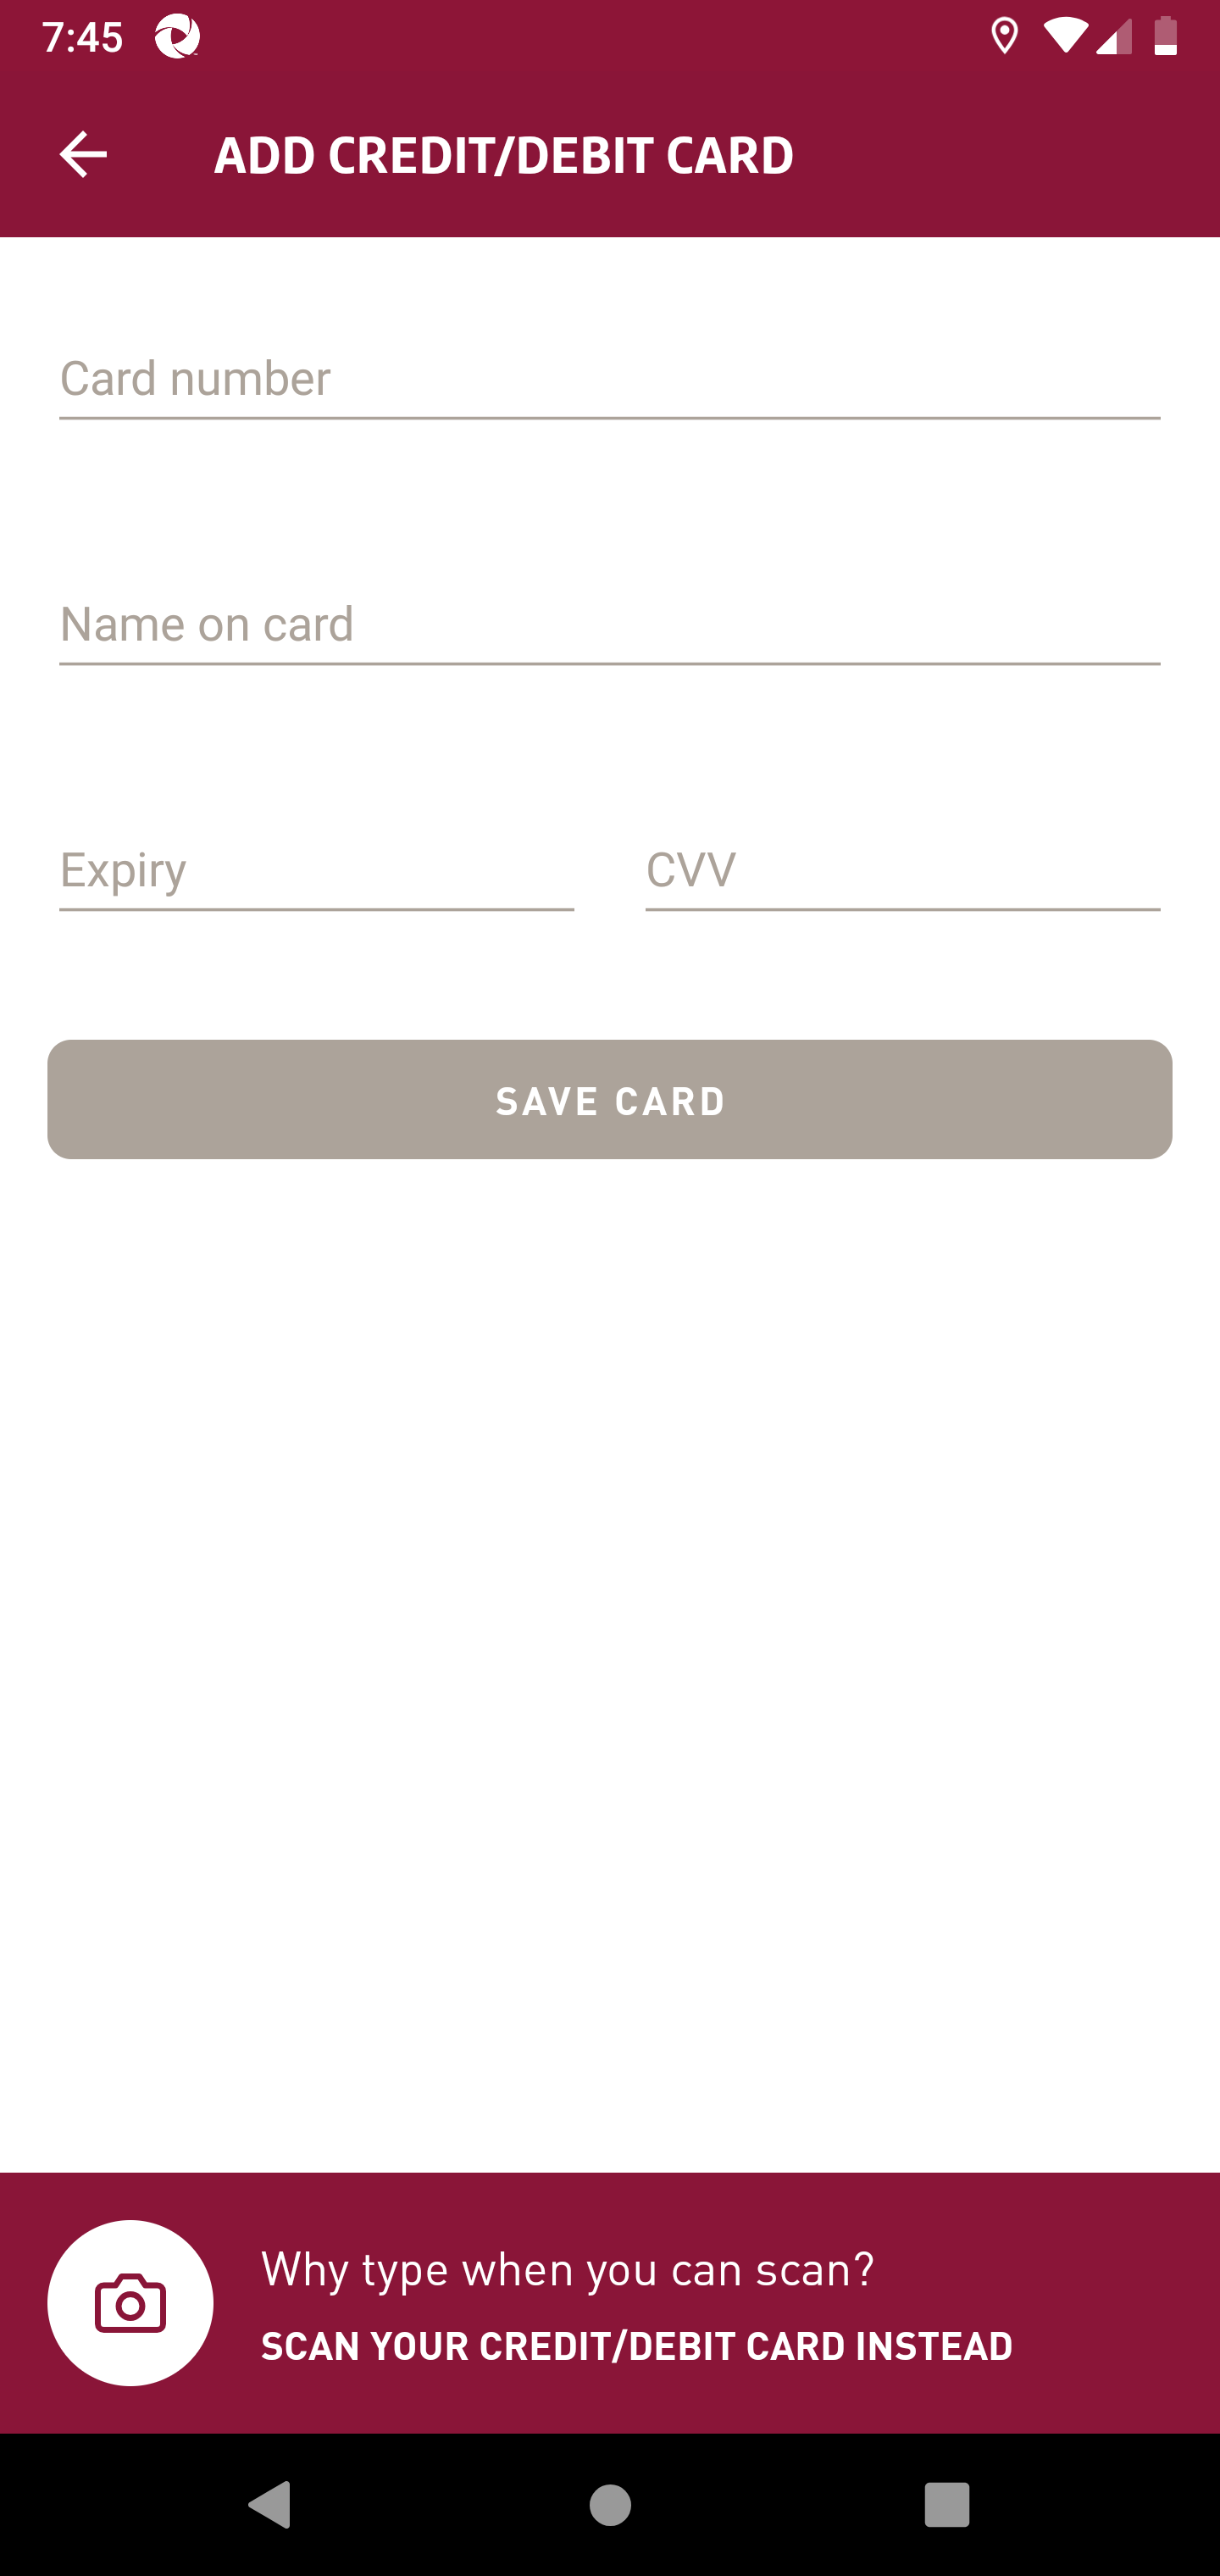 7:45
ADD CREDIT/DEBIT CARD
Card number
Name on card
Expiry CVV
SAVE CARD
Why type when you can scan?
SCAN YOUR CREDIT/DEBIT CARD INSTEAD